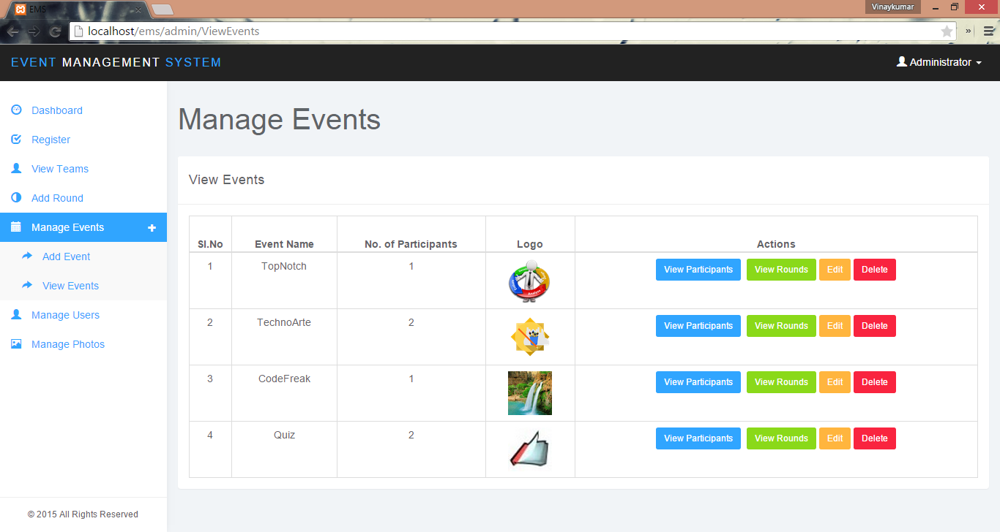 EMS
Vinaykumar
localhost/ems/admin/ViewEvents
EVENT MANAGEMENT SYSTEM
Administrator
Dashboard
Register
View Teams
Add Round
Manage Events
Add Event
View Events
Manage Users
Manage Photos
© 2015 All Rights Reserved
Manage Events
View Events
Sl.No Event Name No. of Participants Logo Actions
1 TopNotch 1 View Participants View Rounds Edit Delete
2 TechnoArte 2 View Participants View Rounds Edit Delete
3 CodeFreak 1 View Participants View Rounds Edit Delete
4 Quiz 2 View Participants View Rounds Edit Delete